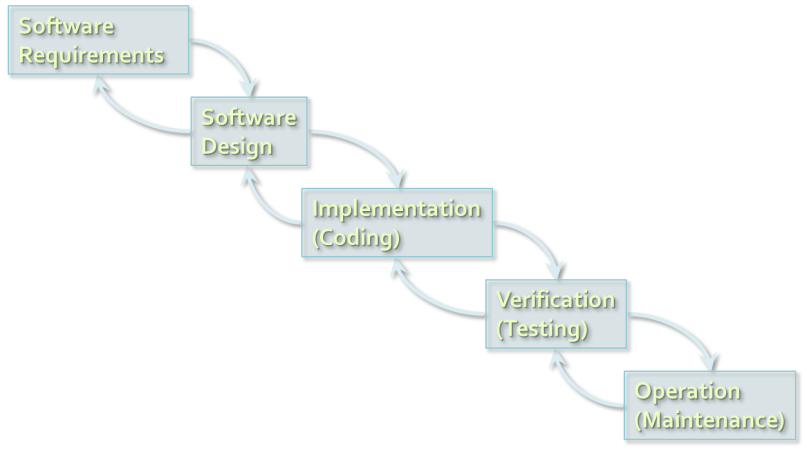 Software
Requirements
Software
Design
Implementation
(Coding)
Verification
(Testing)
Operation
(Maintenance)